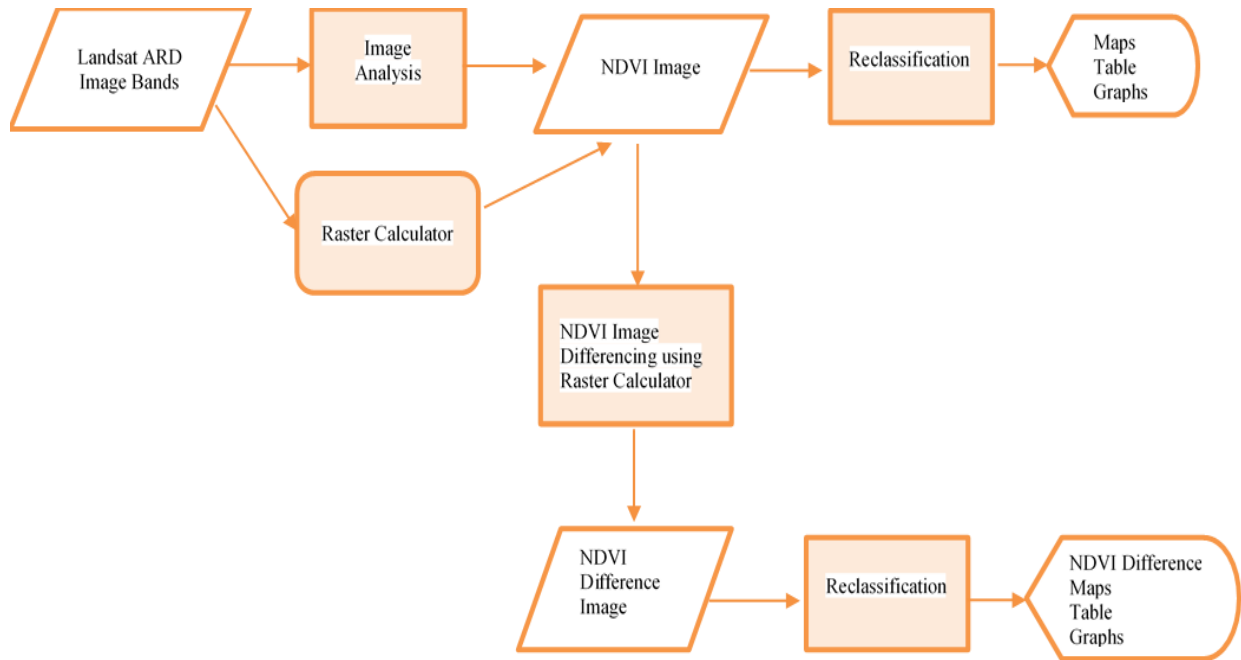 Landsat ARD
Image Bands
Image
Analysis
NDVI Image
Reclassification
Maps
Table
Graphs
Raster Calculator
NDVI Image
Differencing using
Raster Calculator
NDVI
Difference
Image
Reclassification
NDVI Difference
Maps
Table
Graphs